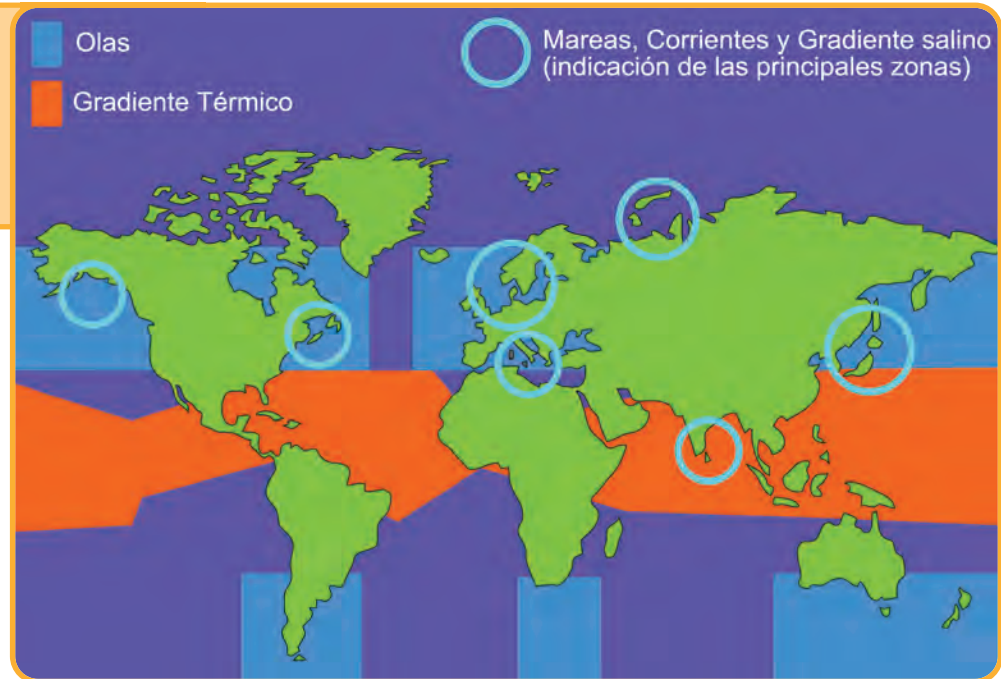 Olas
Gradiente Térmico
Mareas, Corrientes y Gradiente salino
(indicación de las principales zonas)